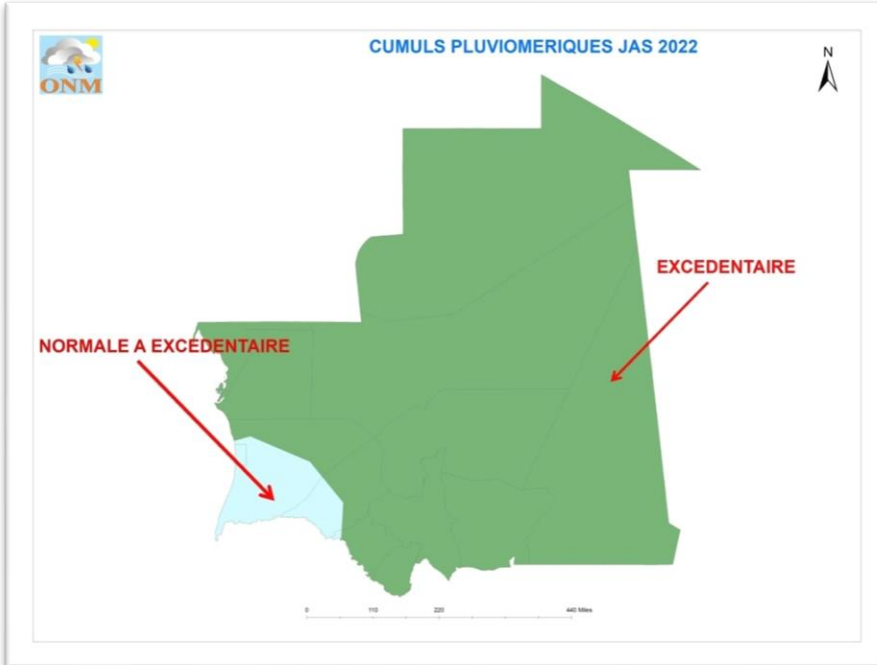 CUMULS PLUVIOMERIQUES JAS 2022
N
ONM
EXCEDENTAIRE
NORMALE A EXCEDENTAIRE
0 110 220 440 Miles